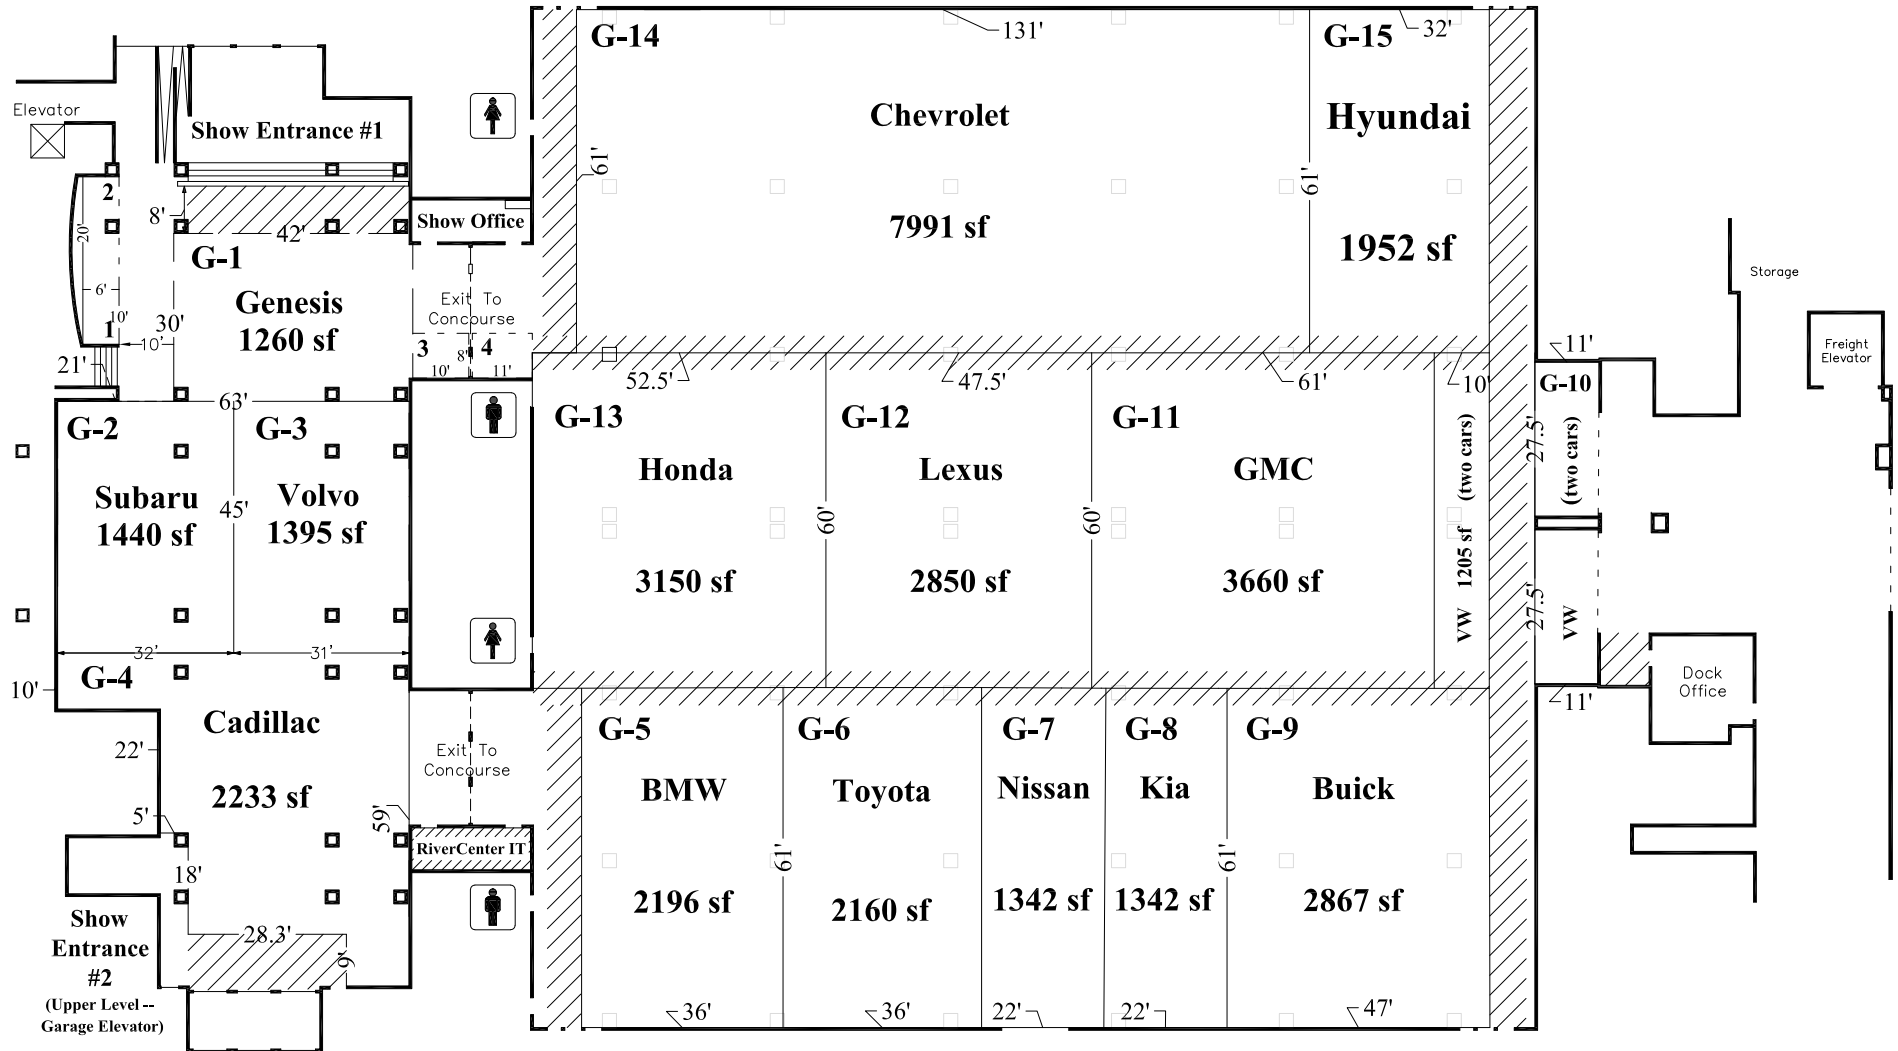 G-14
131'
G-15
32'
Elevator
Show Entrance #1
Chevrolet
Hyundai
61'
61'
2
8'
Show Office
42'
7991 sf
1952 sf
20'
G-1
6'
Genesis
1260 sf
Exit To
Concourse
10'
1
30'
10'
3
4
8'
10'
11'
21'
Storage
Freight
Elevator
11'
G-10
27.5'
(two cars)
63'
52.5'
47.5'
61'
10'
G-2
G-3
G-13
G-12
G-11
Subaru
1440 sf
45'
Volvo
1395 sf
Honda
Lexus
GMC
60'
60'
3150 sf
2850 sf
3660 sf
VW 1205 sf (two cars)
27.5'
VW
32'
31'
10'
G-4
Cadillac
22'
2233 sf
5'
59'
18'
Exit To
Concourse
RiverCenter IT
G-5
G-6
G-7
G-8
G-9
BMW
Toyota
Nissan
Kia
Buick
61'
61'
2196 sf
2160 sf
1342 sf
1342 sf
2867 sf
11'
Dock
Office
Show
Entrance
#2
(Upper Level --
Garage Elevator)
28.3'
9'
36'
36'
22'
22'
47'